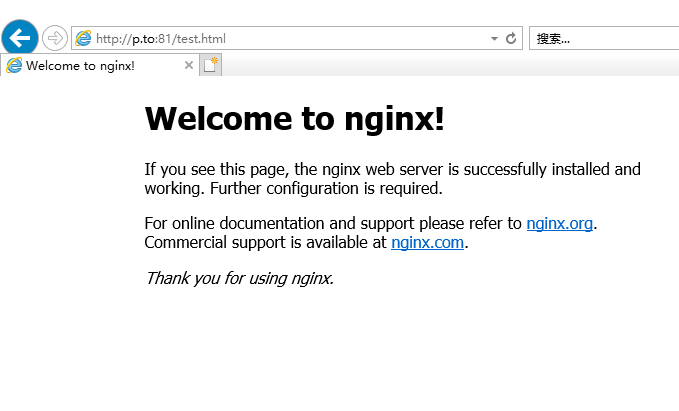 http://p.to:81/test.html
搜索...
Welcome to nginx!
Welcome to nginx!
If you see this page, the nginx web server is successfully installed and
working. Further configuration is required.
For online documentation and support please refer to nginx.org.
Commercial support is available at nginx.com.
Thank you for using nginx.